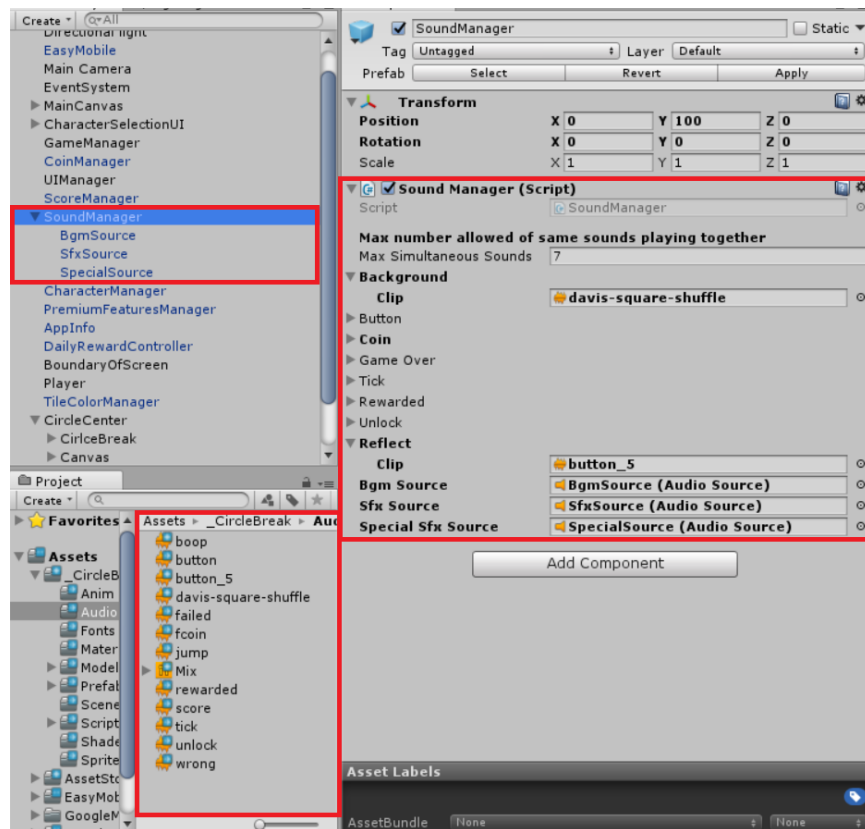 Create
All
Directional light
EasyMobile
Main Camera
EventSystem
MainCanvas
CharacterSelectionUI
GameManager
CoinManager
UIManager
ScoreManager
SoundManager
BgmSource
SfxSource
SpecialSource
CharacterManager
PremiumFeaturesManager
AppInfo
DailyRewardController
BoundaryOfScreen
Player
TileColorManager
CircleCenter
CirlceBreak
Canvas
Project
Create
Favorites
Assets
_CircleB
Anim
Audio
Fonts
Mater
Model
Prefab
Scene
Script
Shade
Sprite
AssetSto
EasyMob
GoogleM
Assets _CircleBreak Aud
boop
button
button_5
davis-square-shuffle
failed
fcoin
jump
Mix
rewarded
score
tick
unlock
wrong
SoundManager Static
Tag Untagged Layer Default
Prefab Select Revert Apply
Transform
Position X 0 Y 100 Z 0
Rotation X 0 Y 0 Z 0
Scale X 1 Y 1 Z 1
Sound Manager (Script)
Script SoundManager
Max number allowed of same sounds playing together
Max Simultaneous Sounds 7
Background
Clip davis-square-shuffle
Button
Coin
Game Over
Tick
Rewarded
Unlock
Reflect
Clip button_5
Bgm Source BgmSource (Audio Source)
Sfx Source SfxSource (Audio Source)
Special Sfx Source SpecialSource (Audio Source)
Add Component
Asset Labels
AssetBundle None None